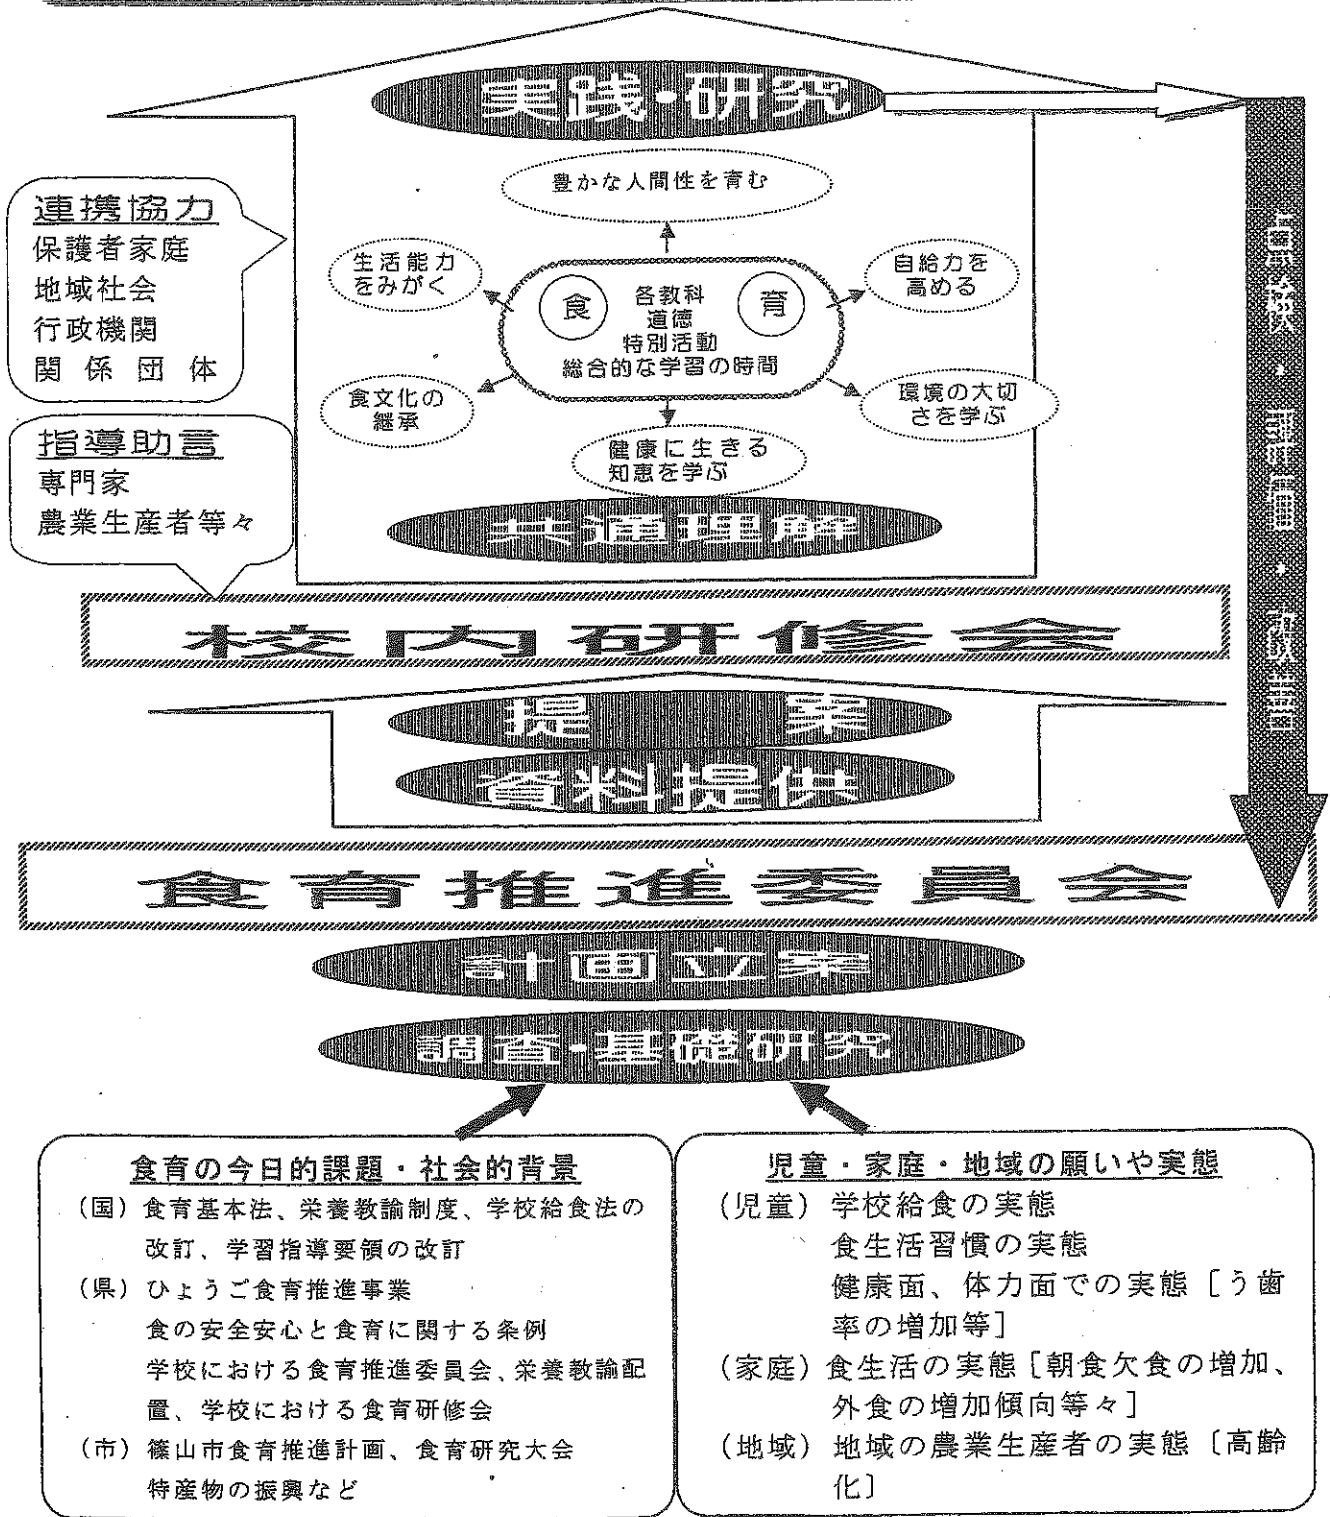 実践・研究
豊かな人間性を育む
連携協力
保護者家庭
地域社会
行政機関
関係団体
生活能力
をみがく
自給力を
高める
食
育
各教科
道徳
特別活動
総合的な学習の時間
食文化の
継承
環境の大切
さを学ぶ
健康に生きる
知恵を学ぶ
指導助言
専門家
農業生産者等々
共通理解
点検・評価・改善
校内研修会
提案
資料提供
食育推進委員会
計画立案
調査・基礎研究
食育の今日的課題・社会的背景
(国)食育基本法、栄養教諭制度、学校給食法の
改訂、学習指導要領の改訂
(県)ひょうご食育推進事業
食の安全安心と食育に関する条例
学校における食育推進委員会、栄養教諭配
置、学校における食育研修会
(市)篠山市食育推進計画、食育研究大会
特産物の振興など
児童・家庭・地域の願いや実態
(児童)学校給食の実態
食生活習慣の実態
健康面、体力面での実態[う歯
率の増加等]
(家庭)食生活の実態[朝食欠食の増加、
外食の増加傾向等々]
(地域)地域の農業生産者の実態〔高齢
化〕